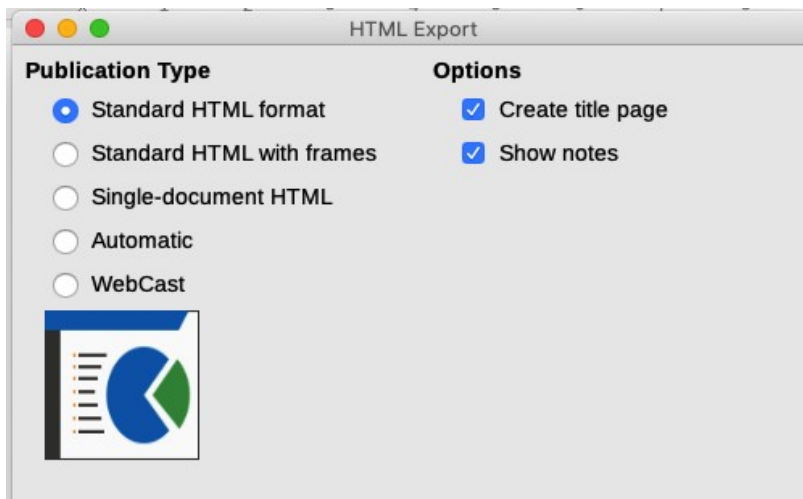 HTML Export
Publication Type
Standard HTML format
Standard HTML with frames
Single-document HTML
Automatic
WebCast
Options
Create title page
Show notes